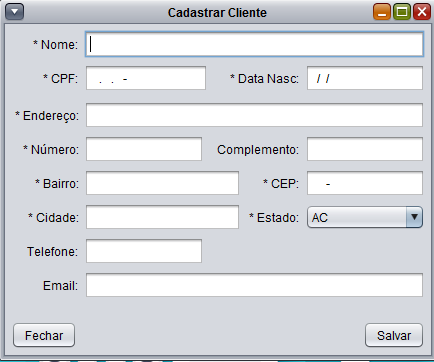 Cadastrar Cliente
* Nome:
* CPF: . . - * Data Nasc: / /
* Endereço:
* Número: Complemento:
* Bairro: * CEP: -
* Cidade: * Estado: AC
Telefone:
Email:
Fechar Salvar